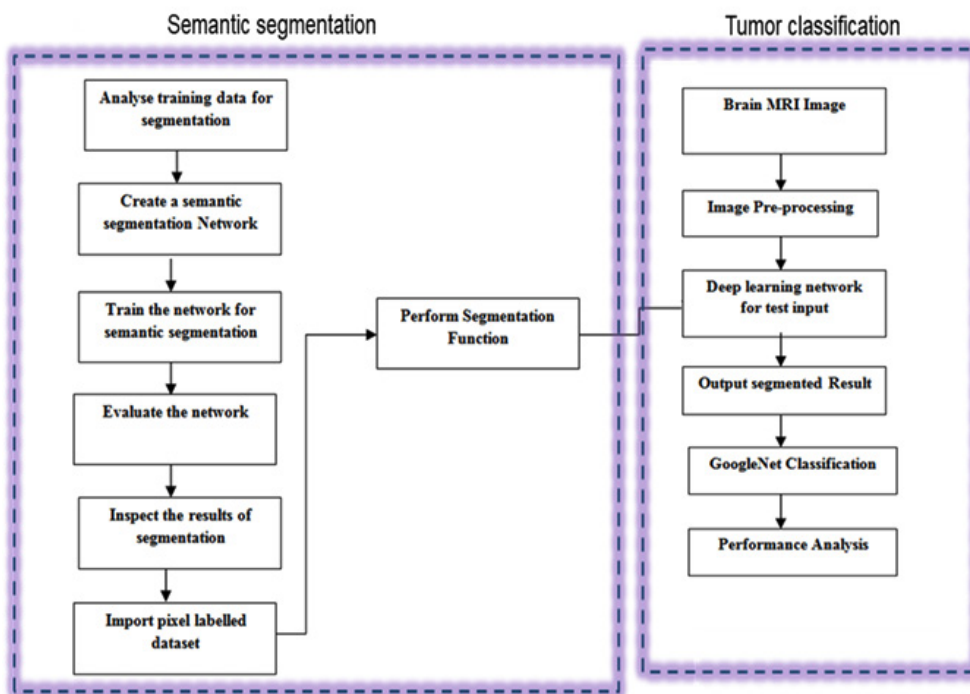 Semantic segmentation
Analyse training data for
segmentation
Create a semantic
segmentation Network
Train the network for
semantic segmentation
Evaluate the network
Inspect the results of
segmentation
Import pixel labelled
dataset
Perform Segmentation
Function
Tumor classification
Brain MRI Image
Image Pre-processing
Deep learning network
for test input
Output segmented Result
GoogleNet Classification
Performance Analysis